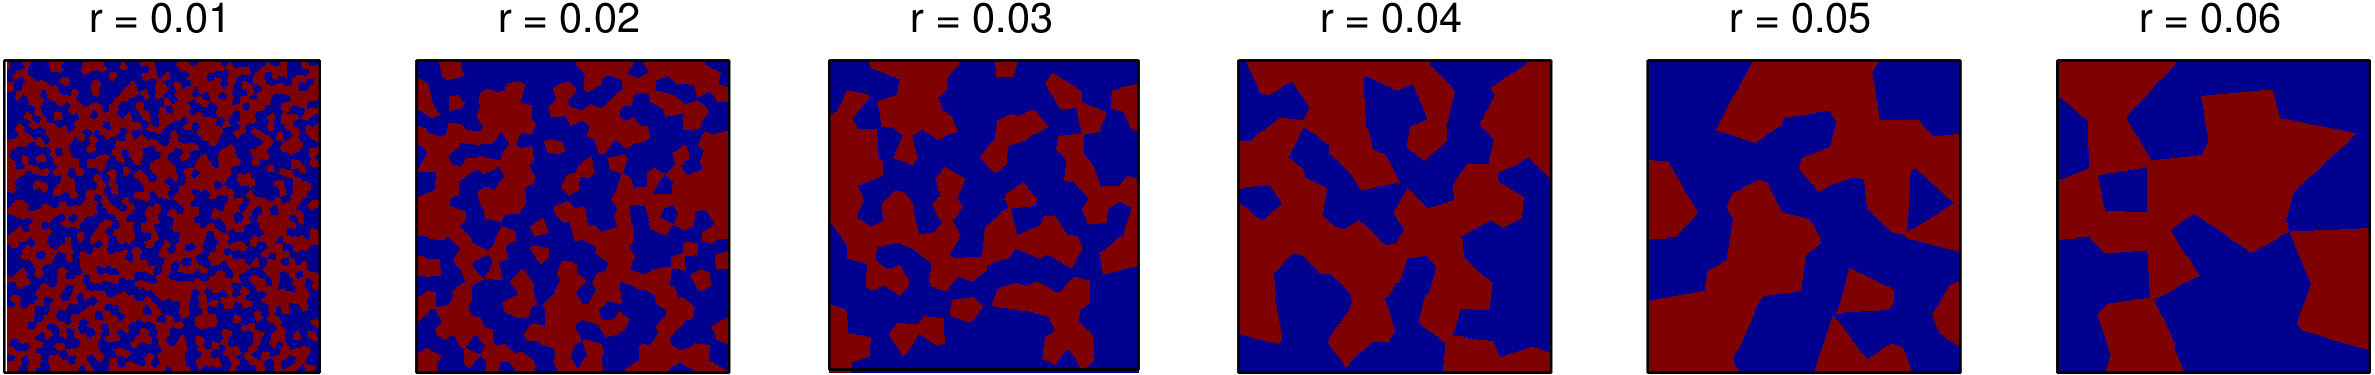 r = 0.01 r = 0.02 r = 0.03 r = 0.04 r = 0.05 r = 0.06